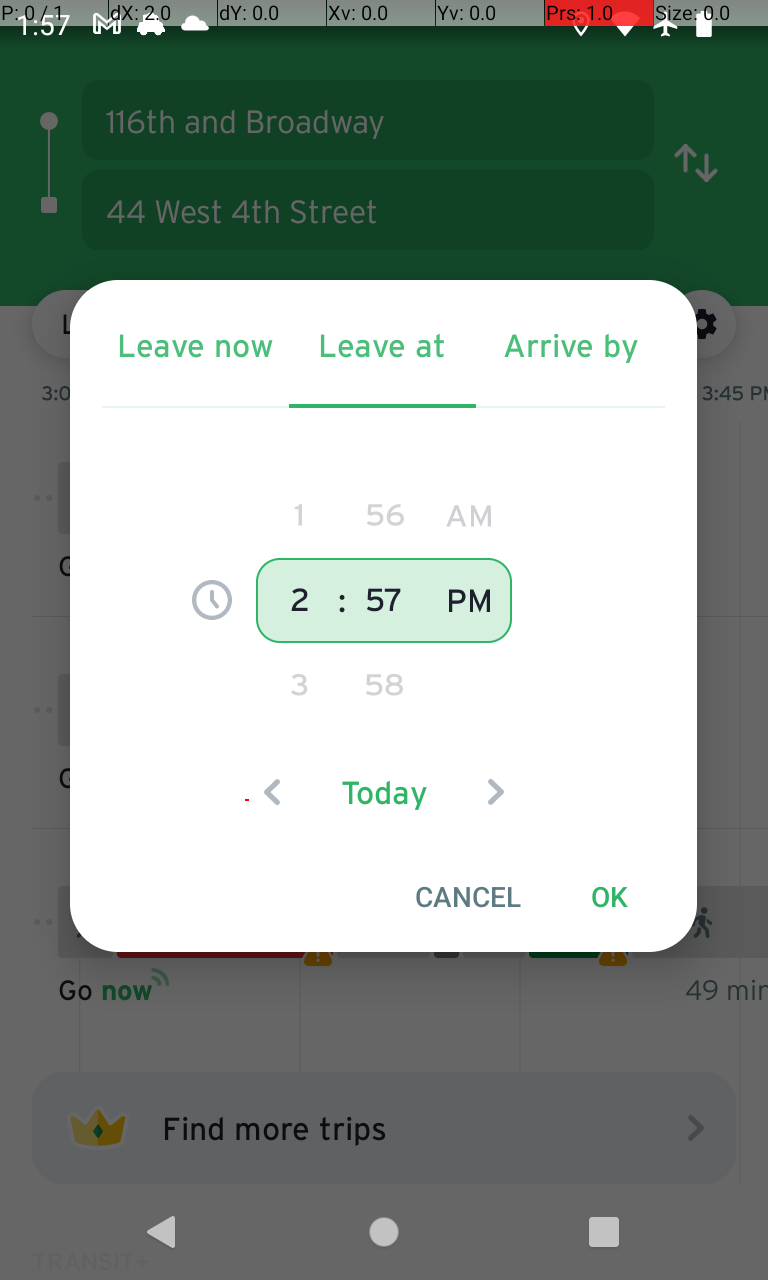 P: 0 / 1 dX: 2.0 dY: 0.0 Xv: 0.0 Yv: 0.0 Prs: 1.0 Size: 0.0
1:57
116th and Broadway
44 West 4th Street
Leave now Leave at Arrive by
3:0 3:45 PM
1 56 AM
2 : 57 PM
3 58
Today
CANCEL OK
Go now 49 min
Find more trips
TRANSIT+